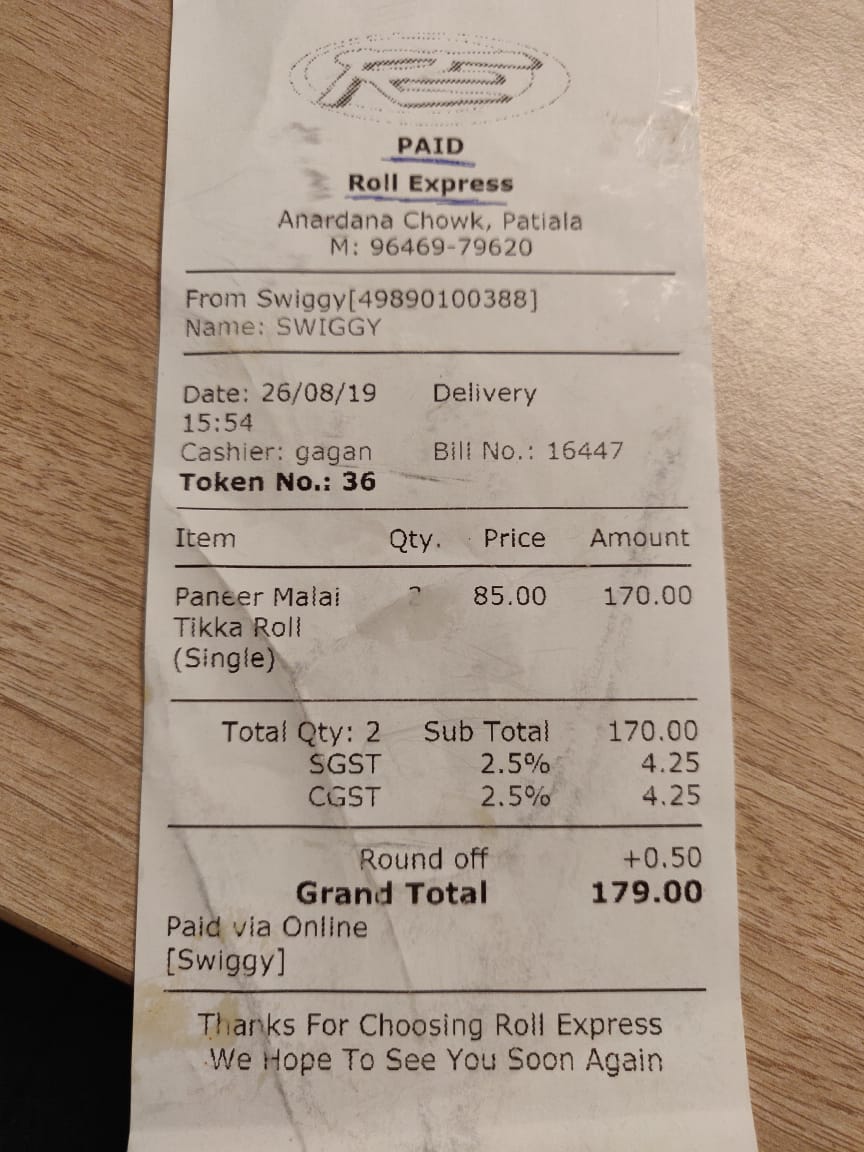 PAID
Roll Express
Anardana Chowk, Patiala
M: 96469-79620
From Swiggy[49890100388]
Name: SWIGGY
Date: 26/08/19 Delivery
15:54
Cashier: gagan Bill No.: 16447
Token No.: 36
Item Qty. Price Amount
Paneer Malai 2 85.00 170.00
Tikka Roll
(Single)
Total Qty: 2 Sub Total 170.00
SGST 2.5% 4.25
CGST 2.5% 4.25
Round off +0.50
Grand Total 179.00
Paid via Online
[Swiggy]
Thanks For Choosing Roll Express
We Hope To See You Soon Again